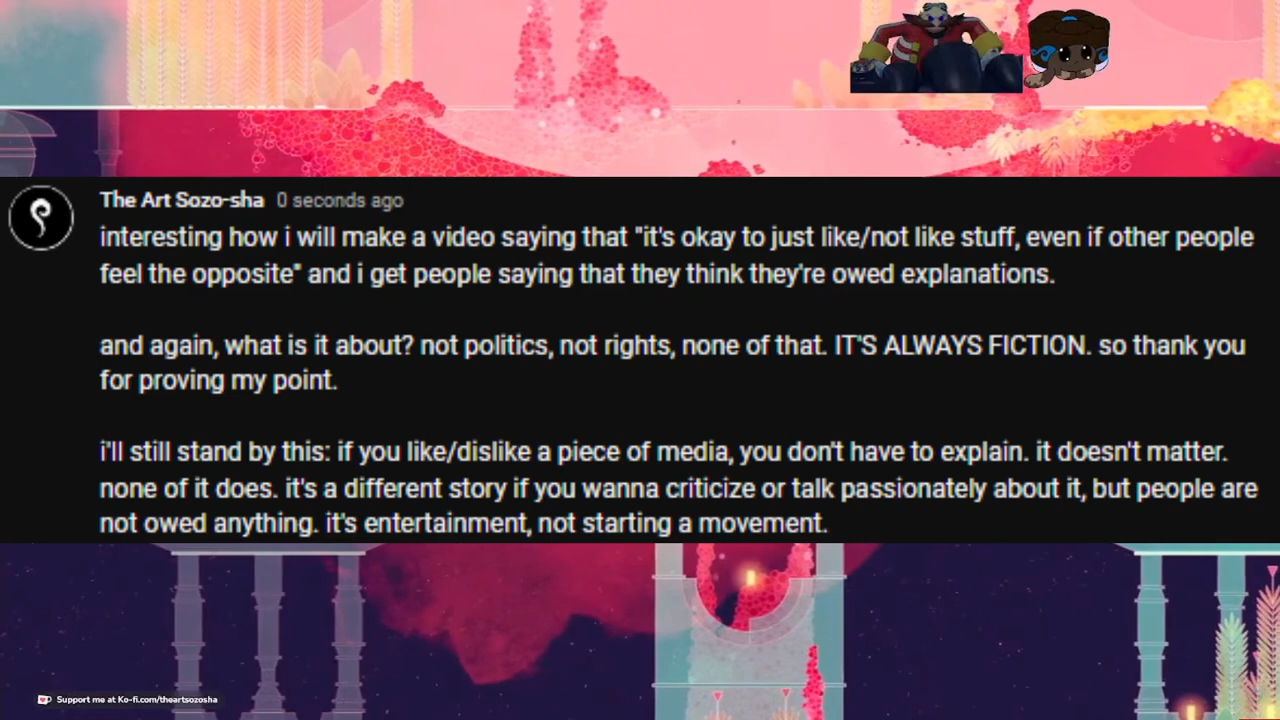 The Art Sozo-sha 0 seconds ago
interesting how i will make a video saying that "it's okay to just like/not like stuff, even if other people
feel the opposite" and i get people saying that they think they're owed explanations.
and again, what is it about? not politics, not rights, none of that. IT'S ALWAYS FICTION. so thank you
for proving my point.
i'll still stand by this: if you like/dislike a piece of media, you don't have to explain. it doesn't matter.
none of it does. it's a different story if you wanna criticize or talk passionately about it, but people are
not owed anything. it's entertainment, not starting a movement.
Support me at Ko-fi.com/theartsozosha